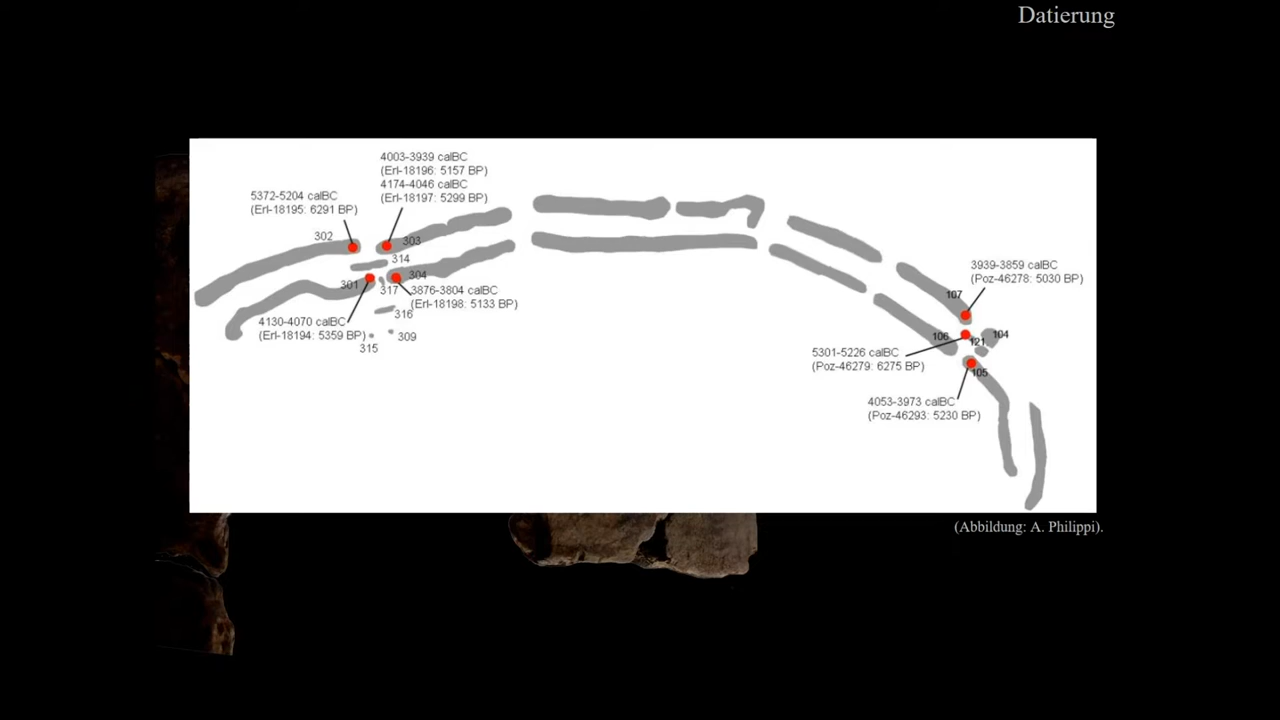 Datierung
4003-3939 calBC
(Erl-18196: 5157 BP)
4174-4046 calBC
(Erl-18197: 5299 BP)
5372-5204 calBC
(Erl-18195: 6291 BP)
302
303
314
301
304
317
3876-3804 calBC
(Erl-18198: 5133 BP)
316
4130-4070 calBC
(Erl-18194: 5359 BP)
309
315
3939-3859 calBC
(Poz-46278: 5030 BP)
107
106
104
121
5301-5226 calBC
(Poz-46279: 6275 BP)
105
4053-3973 calBC
(Poz-46293: 5230 BP)
(Abbildung: A. Philippi).